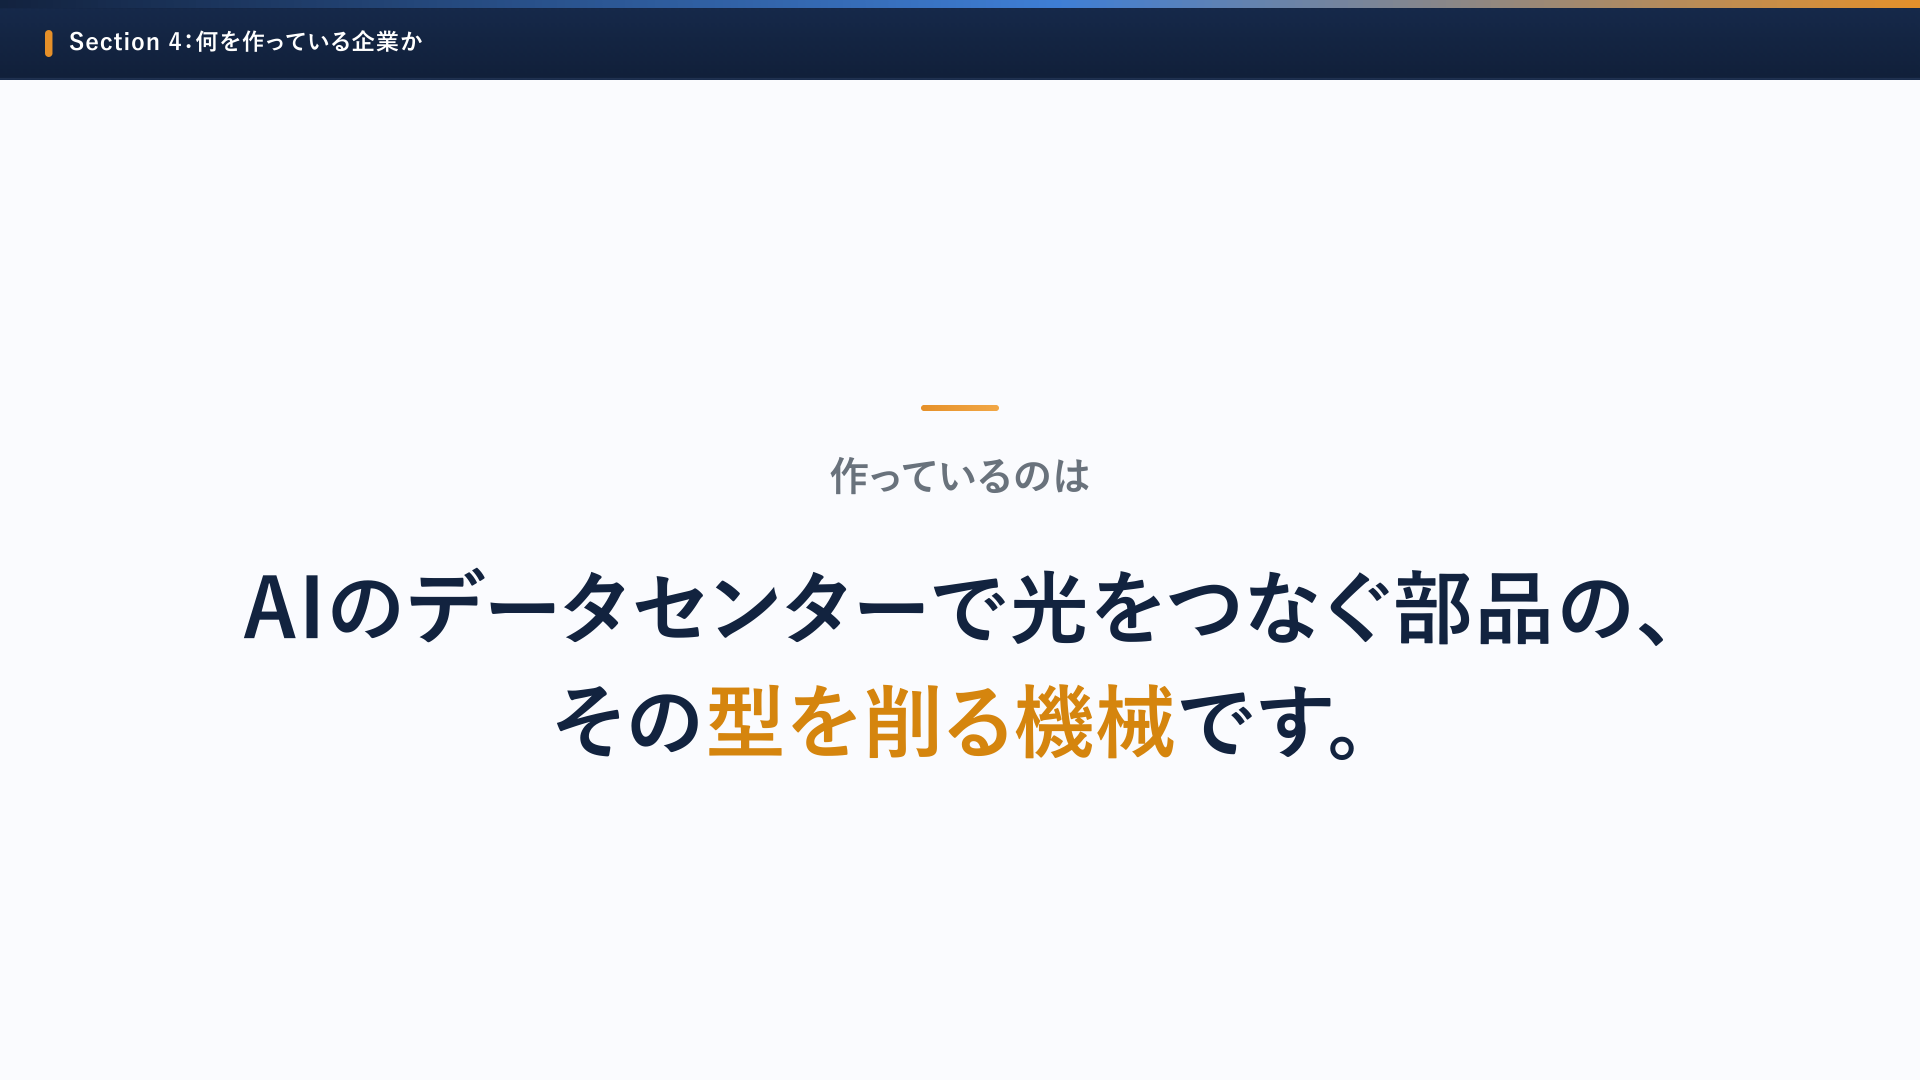 Section 4：何を作っている企業か
作っているのは
AIのデータセンターで光をつなぐ部品の、
その型を削る機械です。